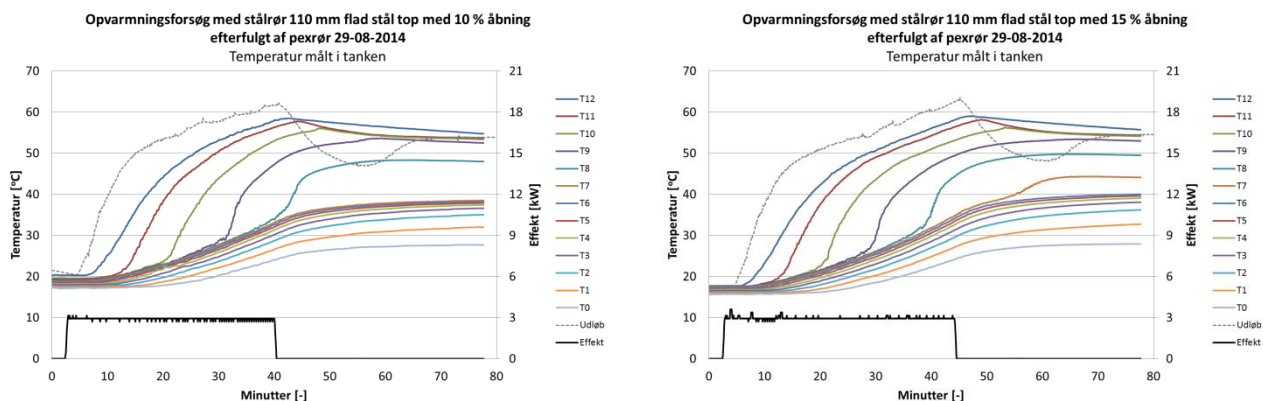 Opvarmningsforsøg med stålrør 110 mm flad stål top med 10 % åbning
efterfulgt af pexrør 29-08-2014
Temperatur målt i tanken
70
60
50
40
30
20
10
0
Temperatur [°C]
21
18
15
12
9
6
3
0
Effekt [kW]
0
10
20
30
40
50
60
70
80
Minutter [-]
T12
T11
T10
T9
T8
T7
T6
T5
T4
T3
T2
T1
T0
Udløb
Effekt
Opvarmningsforsøg med stålrør 110 mm flad stål top med 15 % åbning
efterfulgt af pexrør 29-08-2014
Temperatur målt i tanken
70
60
50
40
30
20
10
0
Temperatur [°C]
21
18
15
12
9
6
3
0
Effekt [kW]
0
10
20
30
40
50
60
70
80
Minutter [-]
T12
T11
T10
T9
T8
T7
T6
T5
T4
T3
T2
T1
T0
Udløb
Effekt